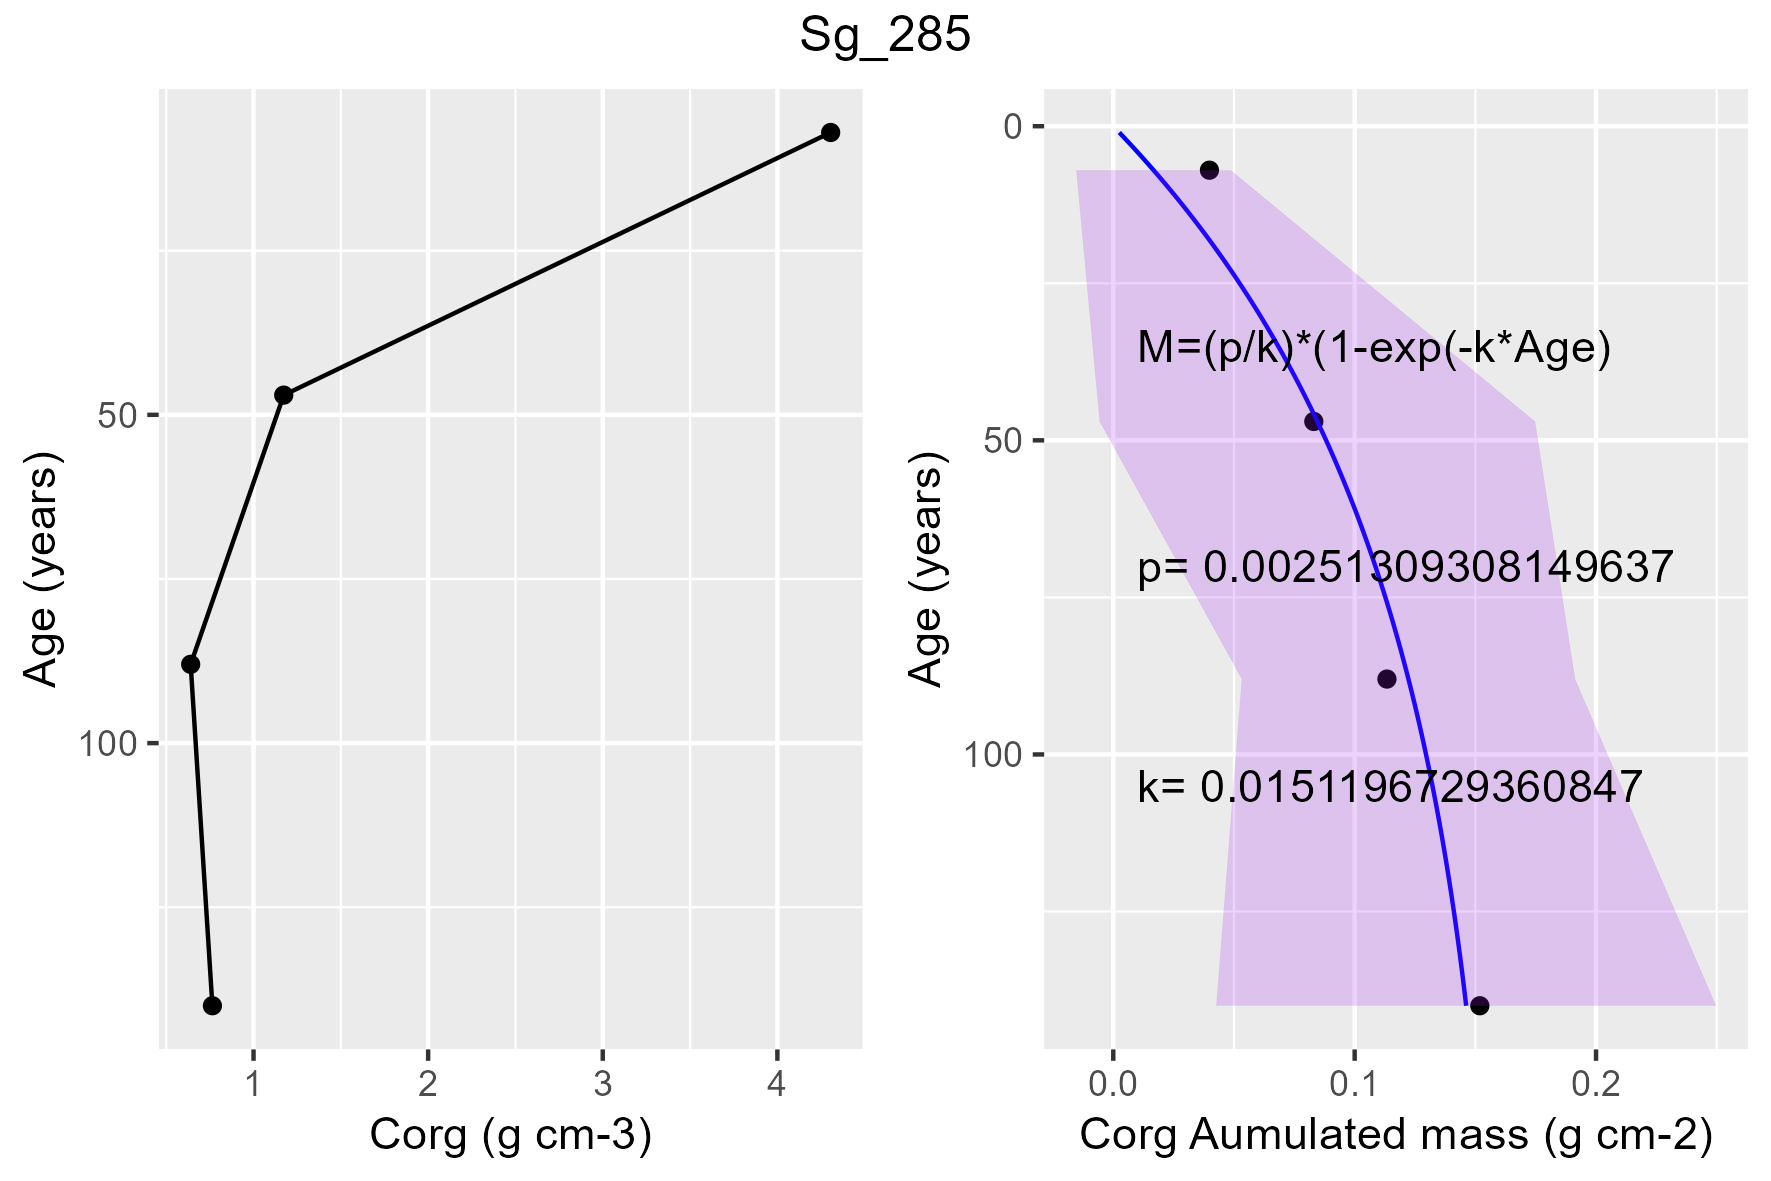 Sg_285
50
100
1
2
3
4
Age (years)
Corg (g cm-3)
0
50
100
0.0
0.1
0.2
Age (years)
Corg Aumulated mass (g cm-2)
M=(p/k)*(1-exp(-k*Age)
p= 0.00251309308149637
k= 0.0151196729360847